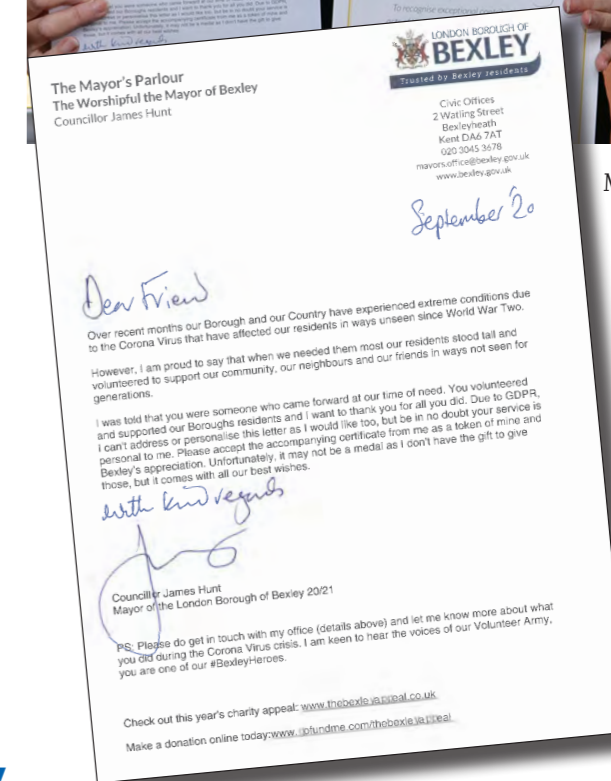 To recognise exceptional
with kind regards
The Mayor's Parlour
The Worshipful the Mayor of Bexley
Councillor James Hunt
LONDON BOROUGH OF
BEXLEY
Trusted by Bexley residents
Civic Offices
2 Watling Street
Bexleyheath
Kent DA6 7AT
020 3045 3678
mayors.office@bexley.gov.uk
www.bexley.gov.uk
September '20
Dear Friend
Over recent months our Borough and our Country have experienced extreme conditions due
to the Corona Virus that have affected our residents in ways unseen since World War Two.
However, I am proud to say that when we needed them most our residents stood tall and
volunteered to support our community, our neighbours and our friends in ways not seen for
generations.
I was told that you were someone who came forward at our time of need. You volunteered
and supported our Boroughs residents and I want to thank you for all you did. Due to GDPR,
I can't address or personalise this letter as I would like too, but be in no doubt your service is
personal to me. Please accept the accompanying certificate from me as a token of mine and
Bexley's appreciation. Unfortunately, it may not be a medal as I don't have the gift to give
those, but it comes with all our best wishes.
with kind regards
Councillor James Hunt
Mayor of the London Borough of Bexley 20/21
PS: Please do get in touch with my office (details above) and let me know more about what
you did during the Corona Virus crisis. I am keen to hear the voices of our Volunteer Army,
you are one of our #BexleyHeroes.
Check out this year's charity appeal: www.thebexleyappeal.co.uk
Make a donation online today:www.gofundme.com/thebexleyappeal